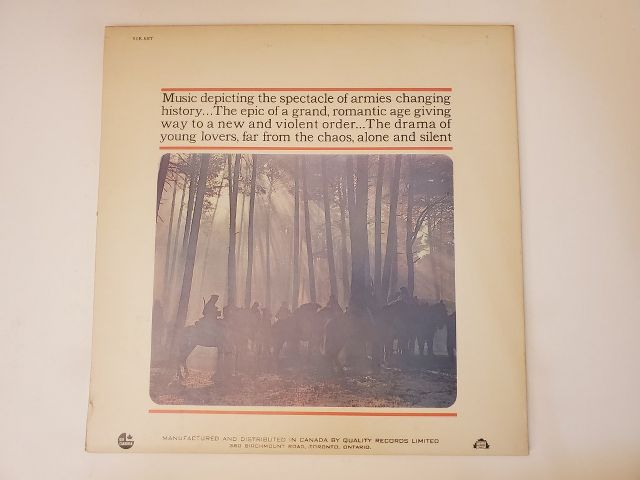 Music depicting the spectacle of armies changing
history...The epic of a grand, romantic age giving
way to a new and violent order...The drama of
young lovers, far from the chaos, alone and silent
MANUFACTURED AND DISTRIBUTED IN CANADA BY QUALITY RECORDS LIMITED
380 BIRCHMOUNT ROAD, TORONTO, ONTARIO.